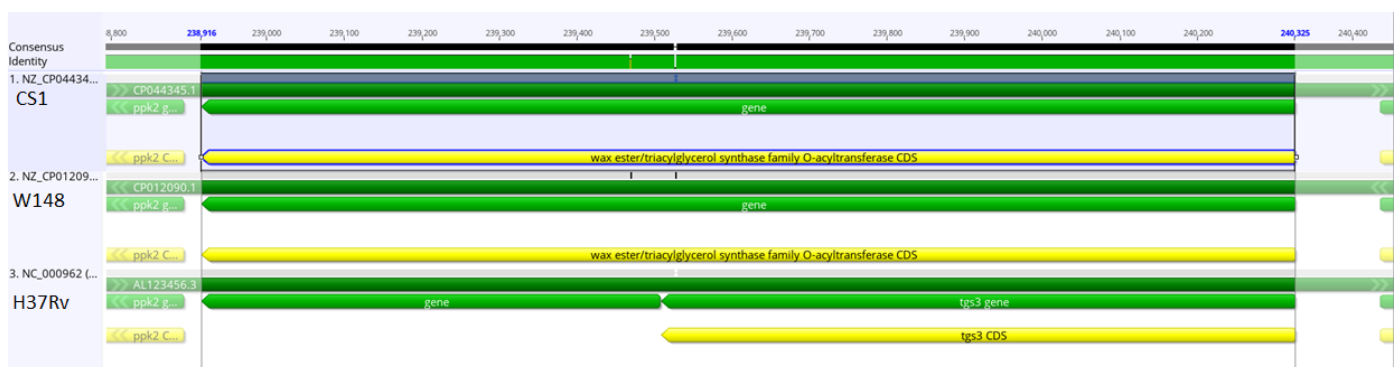 8,800 238,916 239,000 239,100 239,200 239,300 239,400 239,500 239,600 239,700 239,800 239,900 240,000 240,100 240,200 240,325 240,400
Consensus
Identity
1. NZ_CP04434...
CS1
CP044345.1
ppk2 g... gene
ppk2 C... wax ester/triacylglycerol synthase family O-acyltransferase CDS
2. NZ_CP01209...
W148
CP012090.1
ppk2 g... gene
ppk2 C... wax ester/triacylglycerol synthase family O-acyltransferase CDS
3. NC_000962 (...
H37Rv
AL123456.3
ppk2 g... gene tgs3 gene
ppk2 C... tgs3 CDS